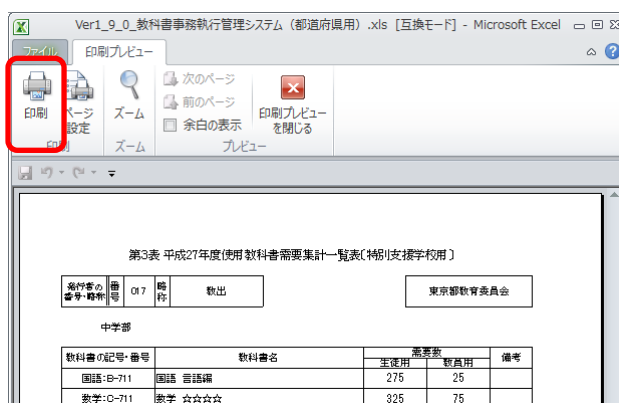 Ver1_9_0_教科書事務執行管理システム（都道府県用）.xls [互換モード] - Microsoft Excel
ファイル 印刷プレビュー
印刷 ページ設定 ズーム 次のページ
前のページ
余白の表示 印刷プレビューを閉じる
印刷 ズーム プレビュー
第3表 平成27年度使用教科書需要集計一覧表〔特別支援学校用〕
発行者の番号・略称 番号 017 略称 数出 東京都教育委員会
中学部
教科書の記号・番号 教科書名 需要数 備考
生徒用 教員用
国語:B-711 国語 言語編 275 25
数学:C-711 数学 ☆☆☆☆ 325 75